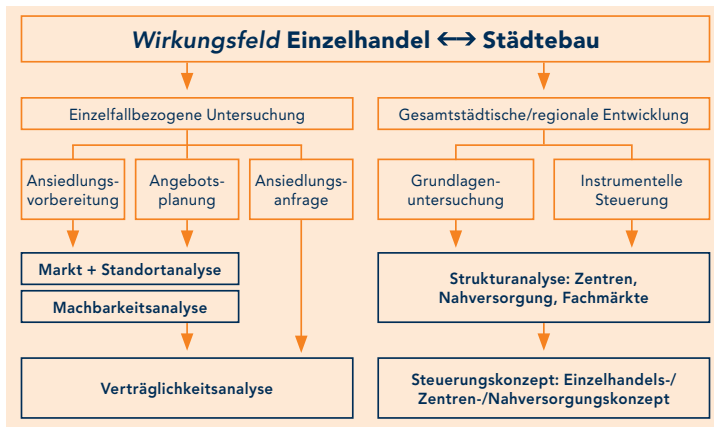 Wirkungsfeld Einzelhandel ⟷ Städtebau
Einzelfallbezogene Untersuchung
Gesamtstädtische/regionale Entwicklung
Ansiedlungs-
vorbereitung
Angebots-
planung
Ansiedlungs-
anfrage
Grundlagen-
untersuchung
Instrumentelle
Steuerung
Markt + Standortanalyse
Machbarkeitsanalyse
Strukturanalyse: Zentren,
Nahversorgung, Fachmärkte
Verträglichkeitsanalyse
Steuerungskonzept: Einzelhandels-/
Zentren-/Nahversorgungskonzept